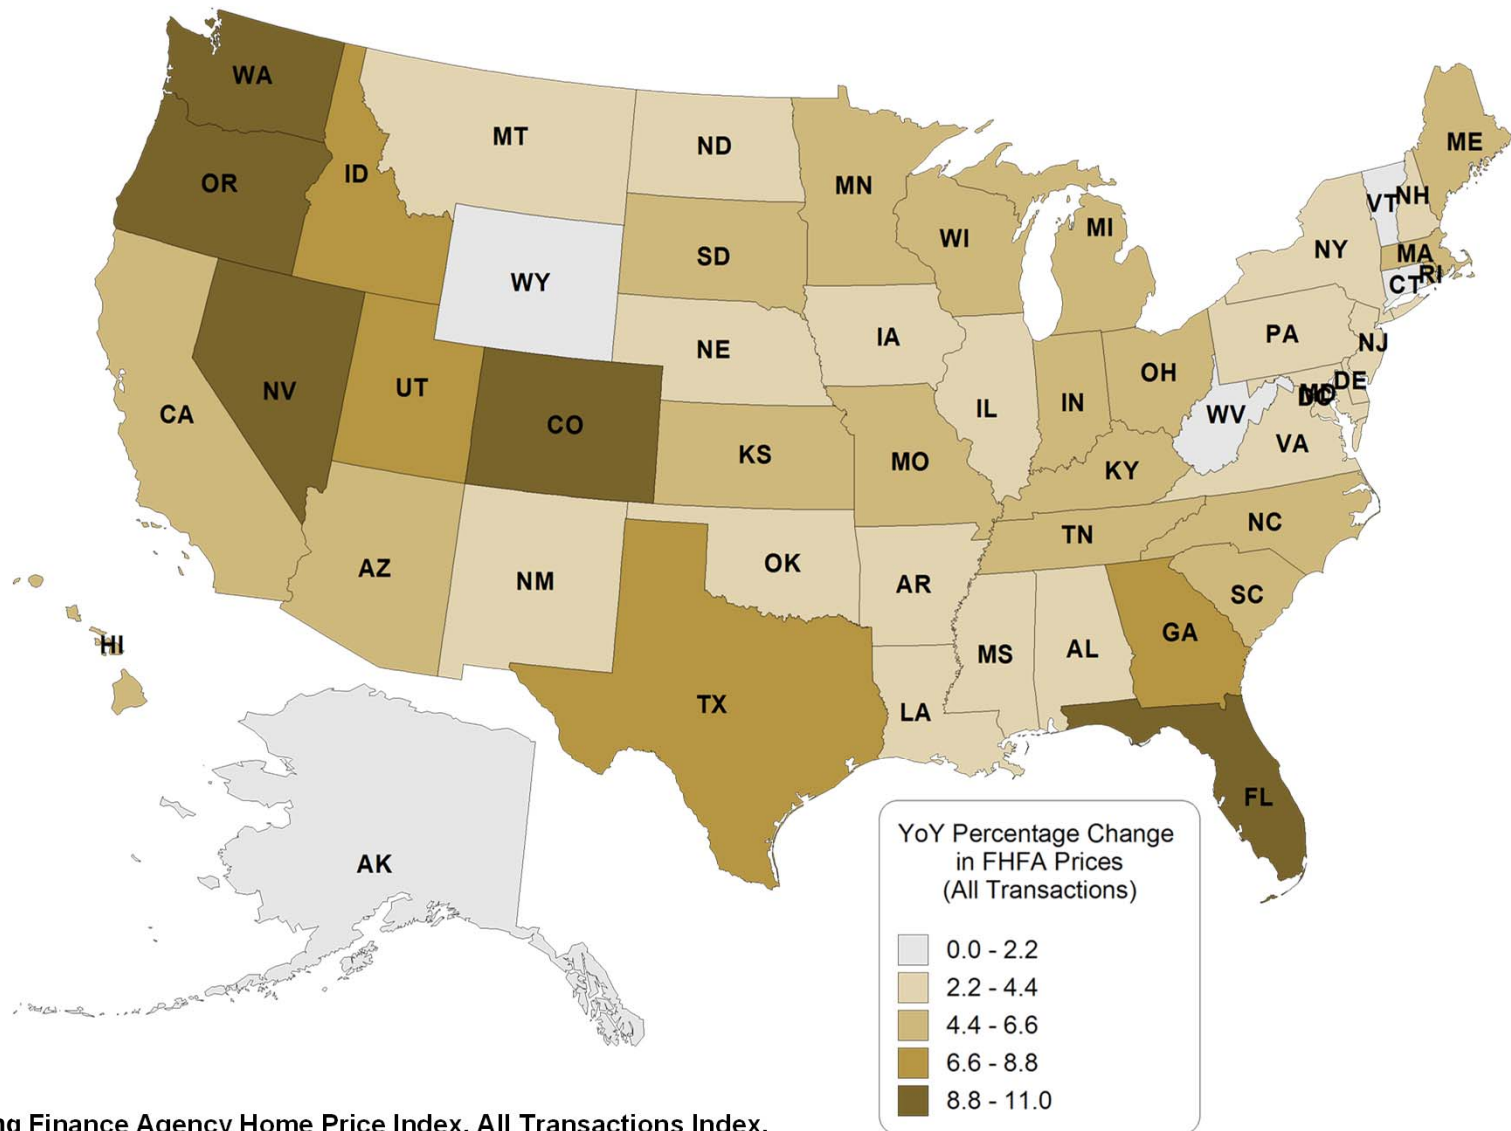 WA
MT
ND
ME
OR
ID
MN
VT
NH
WI
MI
SD
NY
MA
RI
CT
WY
IA
PA
NJ
NE
OH
DE
MD
DC
NV
UT
CA
CO
IL
IN
WV
VA
KS
MO
KY
NC
TN
AZ
NM
OK
AR
SC
HI
MS
AL
GA
TX
LA
FL
AK
YoY Percentage Change
in FHFA Prices
(All Transactions)
0.0 - 2.2
2.2 - 4.4
4.4 - 6.6
6.6 - 8.8
8.8 - 11.0
Finance Agency Home Price Index, All Transactions Index.